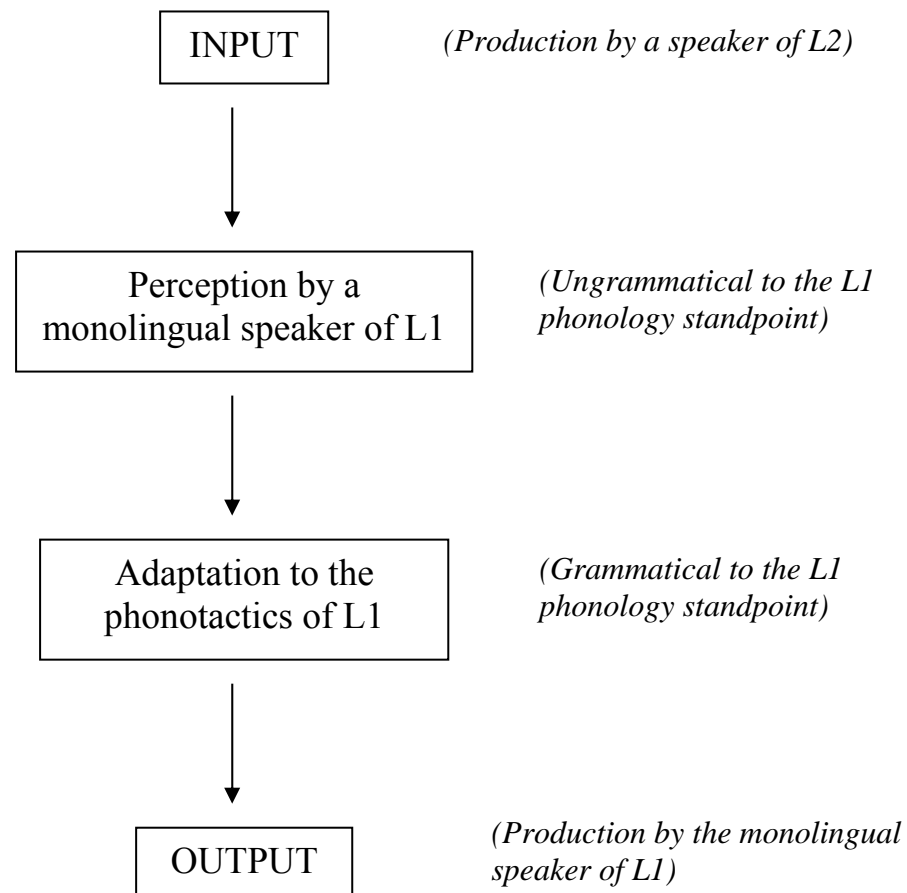 INPUT
(Production by a speaker of L2)
Perception by a
monolingual speaker of L1
(Ungrammatical to the L1
phonology standpoint)
Adaptation to the
phonotactics of L1
(Grammatical to the L1
phonology standpoint)
OUTPUT
(Production by the monolingual
speaker of L1)